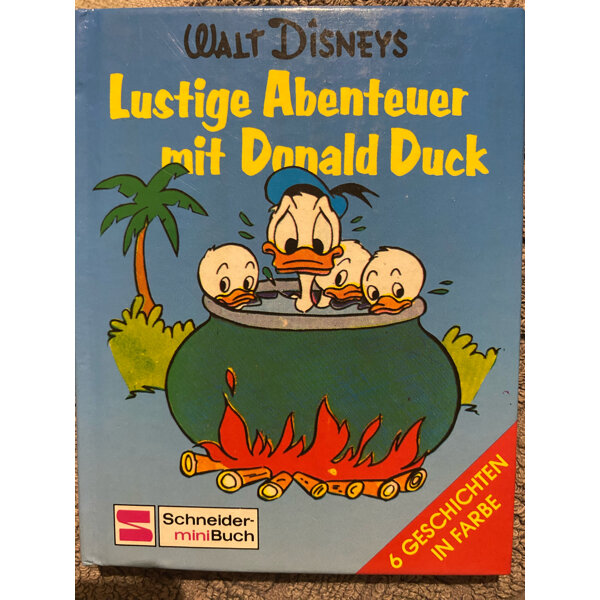 WALT DISNEYS
Lustige Abenteuer
mit Donald Duck
Schneider-
miniBuch
6 GESCHICHTEN
IN FARBE